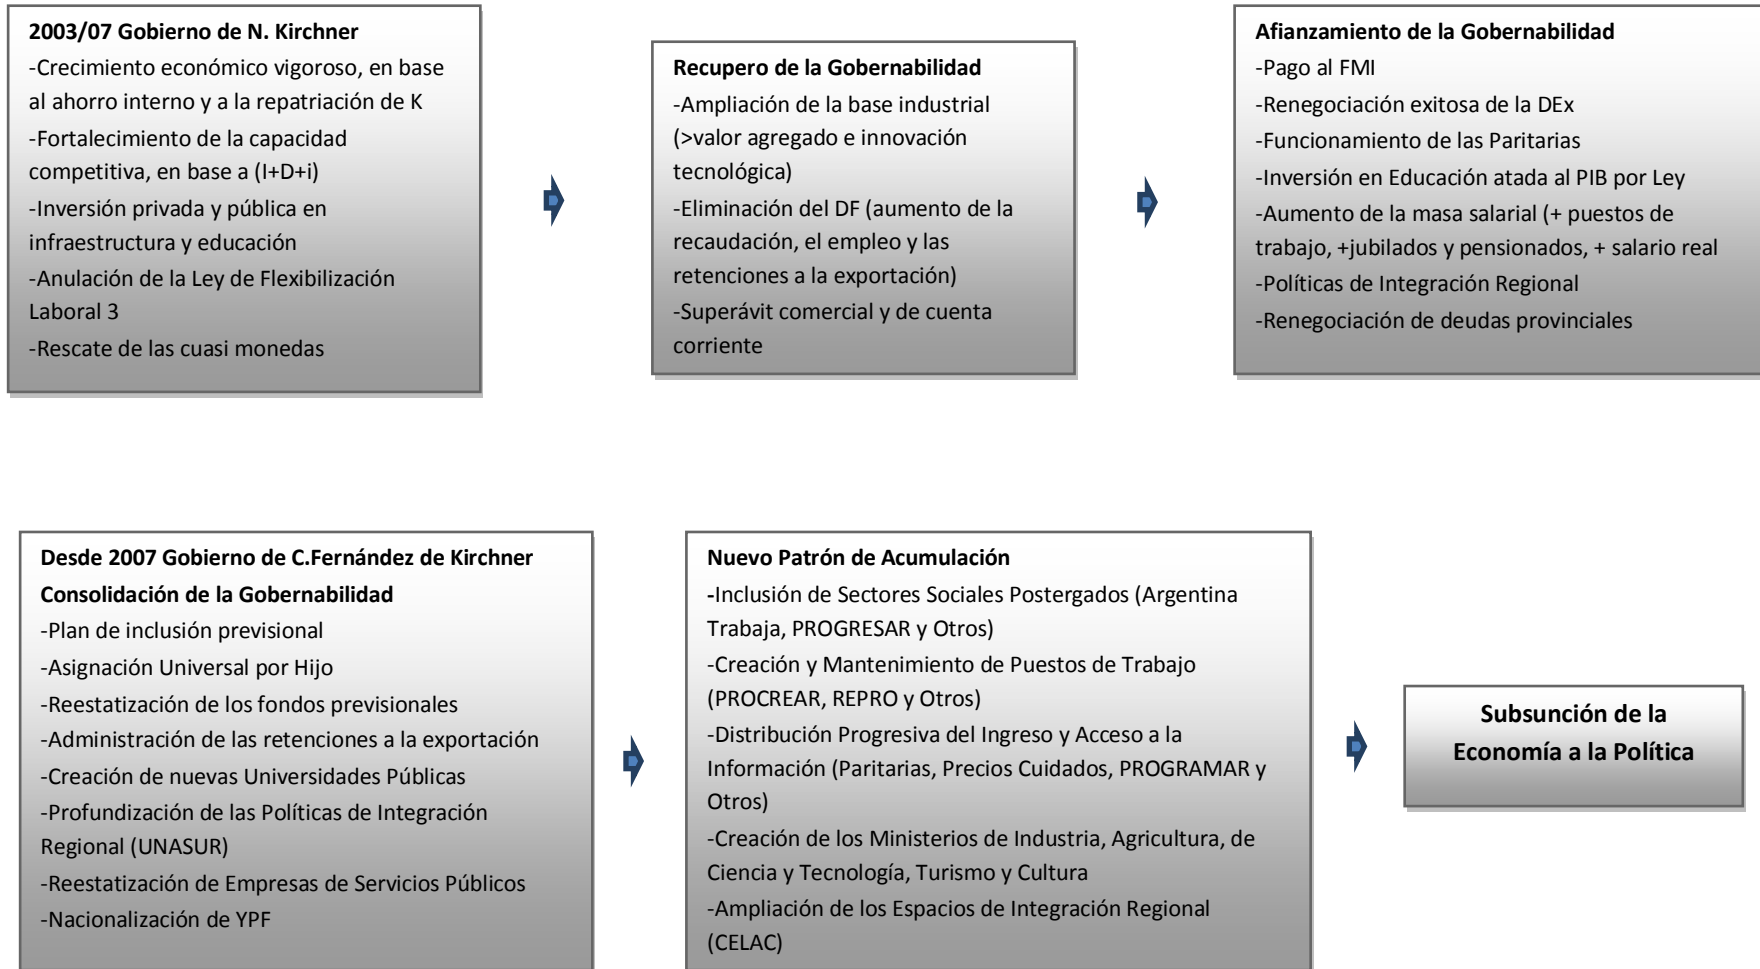 2003/07 Gobierno de N. Kirchner
-Crecimiento económico vigoroso, en base
al ahorro interno y a la repatriación de K
-Fortalecimiento de la capacidad
competitiva, en base a (I+D+i)
-Inversión privada y pública en
infraestructura y educación
-Anulación de la Ley de Flexibilización
Laboral 3
-Rescate de las cuasi monedas
Recupero de la Gobernabilidad
-Ampliación de la base industrial
(>valor agregado e innovación
tecnológica)
-Eliminación del DF (aumento de la
recaudación, el empleo y las
retenciones a la exportación)
-Superávit comercial y de cuenta
corriente
Afianzamiento de la Gobernabilidad
-Pago al FMI
-Renegociación exitosa de la DEx
-Funcionamiento de las Paritarias
-Inversión en Educación atada al PIB por Ley
-Aumento de la masa salarial (+ puestos de
trabajo, +jubilados y pensionados, + salario real
-Políticas de Integración Regional
-Renegociación de deudas provinciales
Desde 2007 Gobierno de C.Fernández de Kirchner
Consolidación de la Gobernabilidad
-Plan de inclusión previsional
-Asignación Universal por Hijo
-Reestatización de los fondos previsionales
-Administración de las retenciones a la exportación
-Creación de nuevas Universidades Públicas
-Profundización de las Políticas de Integración
Regional (UNASUR)
-Reestatización de Empresas de Servicios Públicos
-Nacionalización de YPF
Nuevo Patrón de Acumulación
-Inclusión de Sectores Sociales Postergados (Argentina
Trabaja, PROGRESAR y Otros)
-Creación y Mantenimiento de Puestos de Trabajo
(PROCREAR, REPRO y Otros)
-Distribución Progresiva del Ingreso y Acceso a la
Información (Paritarias, Precios Cuidados, PROGRAMAR y
Otros)
-Creación de los Ministerios de Industria, Agricultura, de
Ciencia y Tecnología, Turismo y Cultura
-Ampliación de los Espacios de Integración Regional
(CELAC)
Subsunción de la
Economía a la Política